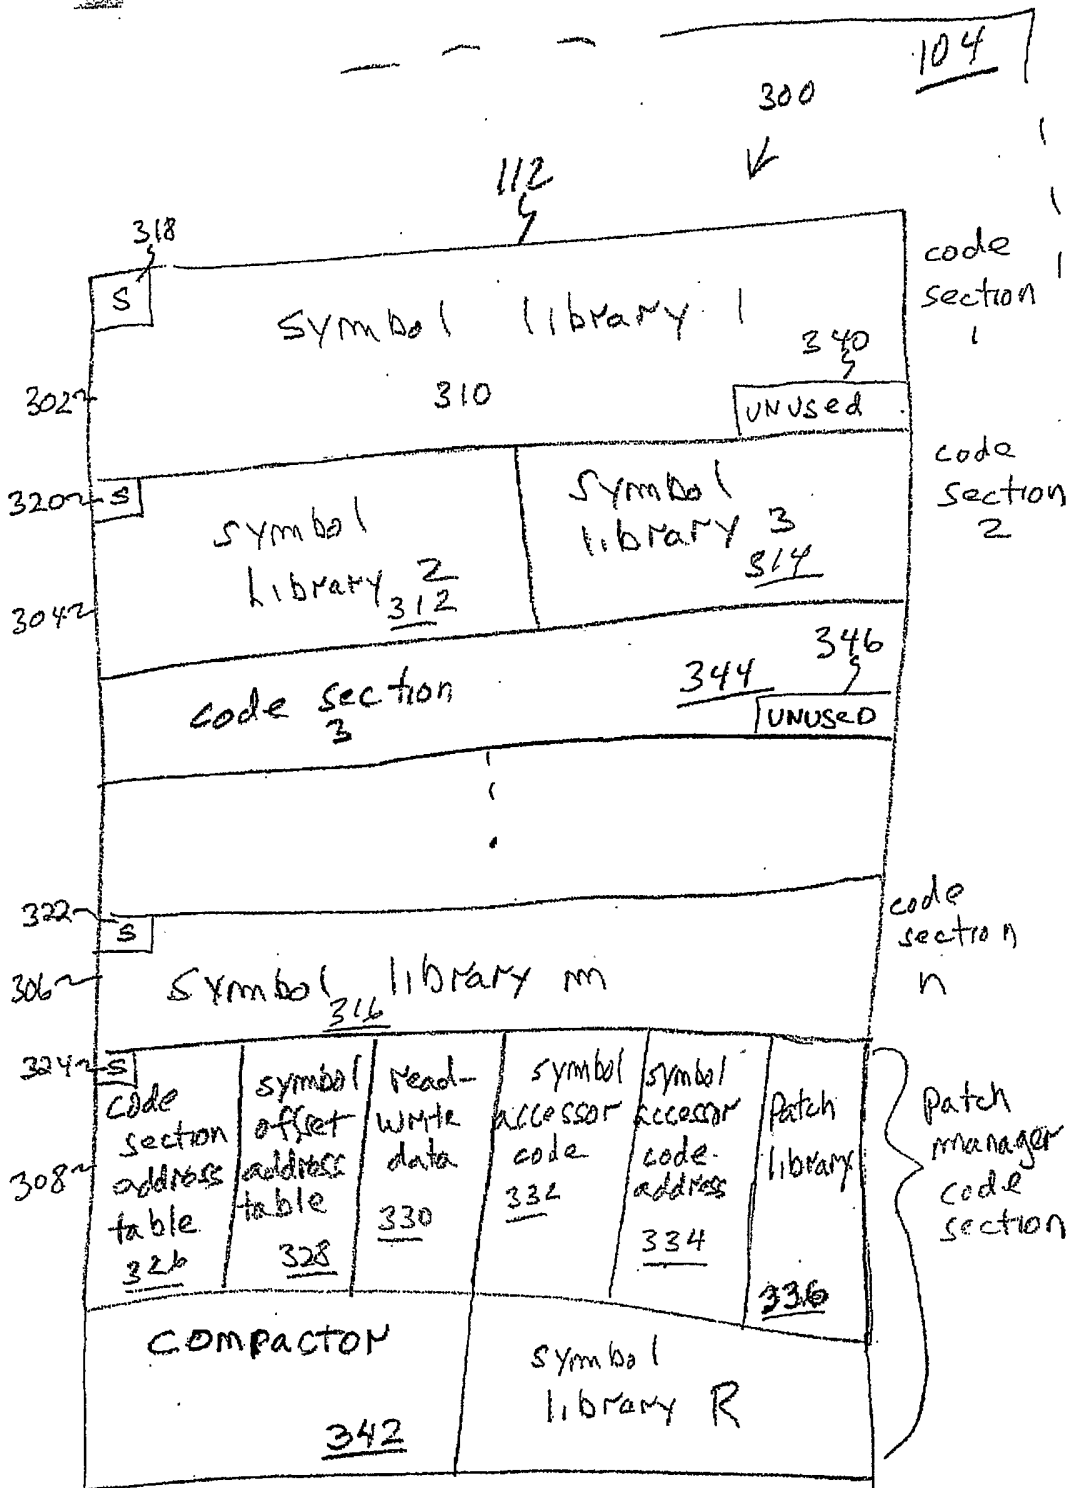 104
300
112
318
S
symbol library 1
code
section
1
340
302
310
UNUSED
320
S
symbol
library 2
312
symbol
library 3
314
code
section
2
304
code section
3
344
346
UNUSED
322
S
306
symbol library m
316
code
section
n
324
S
308
code
section
address
table
326
symbol
offset
address
table
328
read-
write
data
330
symbol
accessor
code
332
symbol
accessor
code
address
334
Patch
library
336
patch
manager
code
section
COMPACTOR
342
symbol
library R